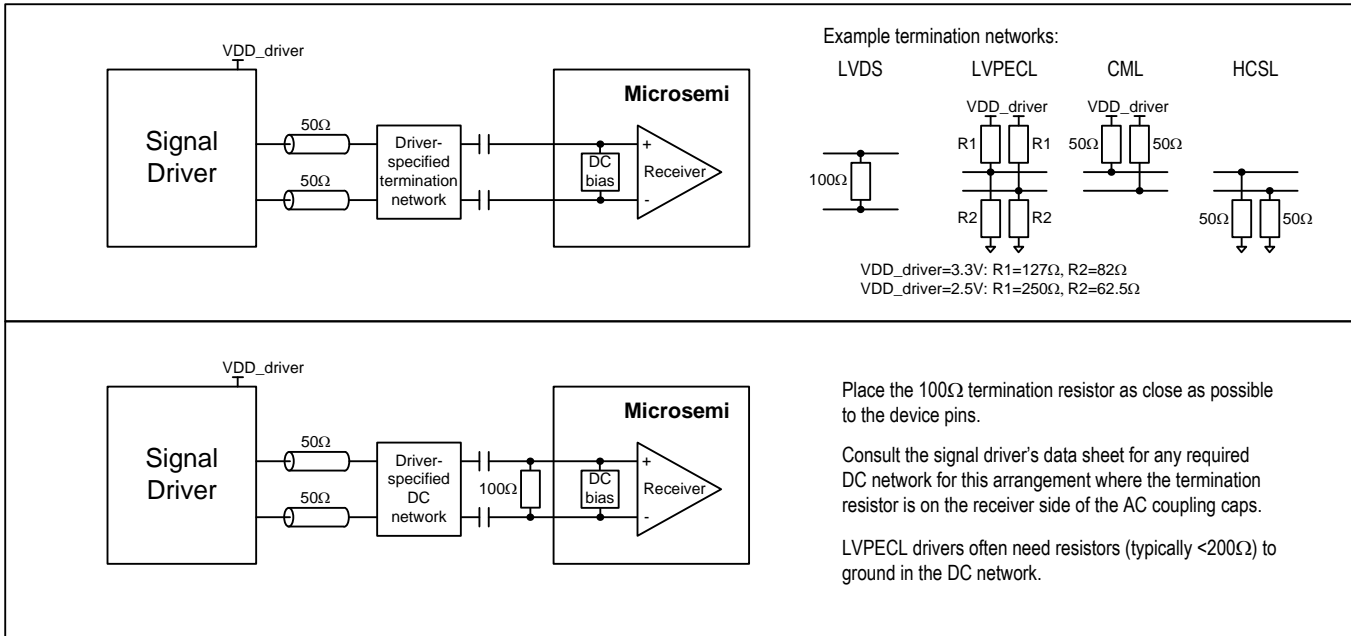 VDD_driver
Signal
Driver
50Ω
50Ω
Driver-
specified
termination
network
Microsemi
DC
bias
+
-
Receiver
Example termination networks:
LVDS
LVPECL
CML
HCSL
100Ω
VDD_driver
R1
R1
R2
R2
VDD_driver
50Ω
50Ω
50Ω
50Ω
VDD_driver=3.3V: R1=127Ω, R2=82Ω
VDD_driver=2.5V: R1=250Ω, R2=62.5Ω
VDD_driver
Signal
Driver
50Ω
50Ω
Driver-
specified
DC
network
100Ω
Microsemi
DC
bias
+
-
Receiver
Place the 100Ω termination resistor as close as possible
to the device pins.
Consult the signal driver's data sheet for any required
DC network for this arrangement where the termination
resistor is on the receiver side of the AC coupling caps.
LVPECL drivers often need resistors (typically <200Ω) to
ground in the DC network.